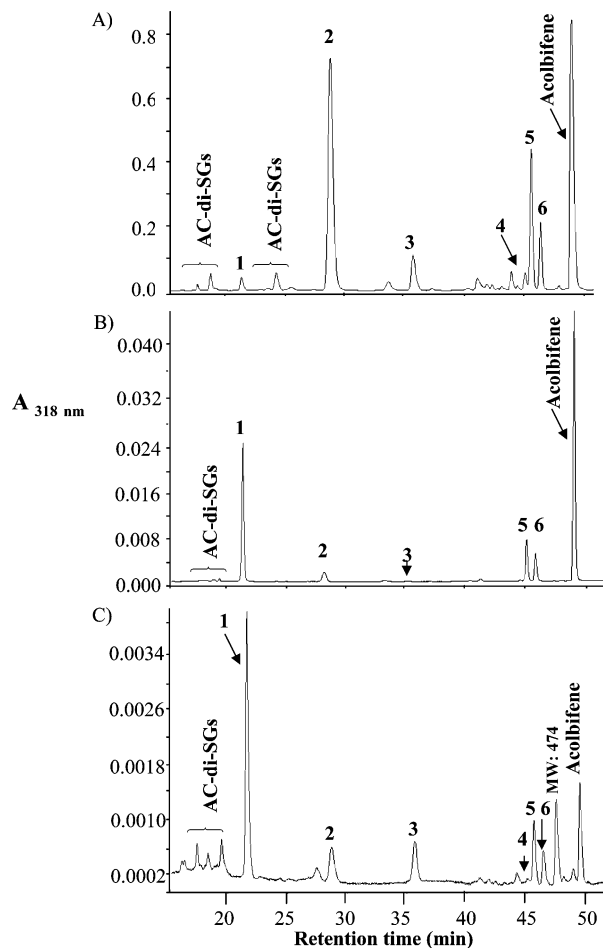 A)
0.8
0.6
0.4
0.2
0.0
AC-di-SGs
1
AC-di-SGs
2
3
4
5
6
Acolbifene
30
40
50
B)
A 318 nm
0.040
0.032
0.024
0.016
0.008
0.000
AC-di-SGs
1
2
3
5 6
Acolbifene
C)
0.0034
0.0026
0.0018
0.0010
0.0002
AC-di-SGs
1
2
3
4
5 6
MW: 474
Acolbifene
20 25 30 35 40 45 50
Retention time (min)